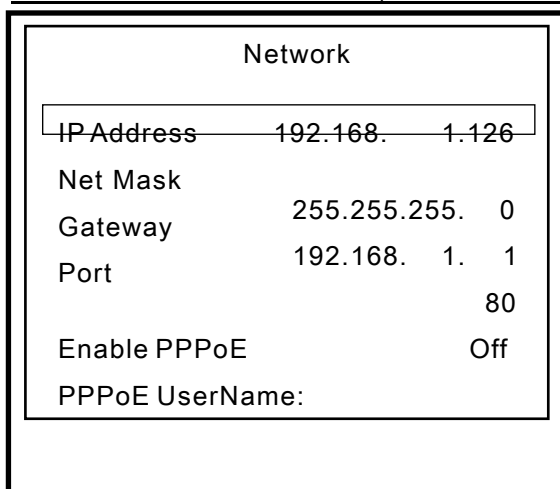 Network
IP Address 192.168. 1.126
Net Mask
255.255.255. 0
Gateway
192.168. 1. 1
Port
80
Enable PPPoE Off
PPPoE UserName: